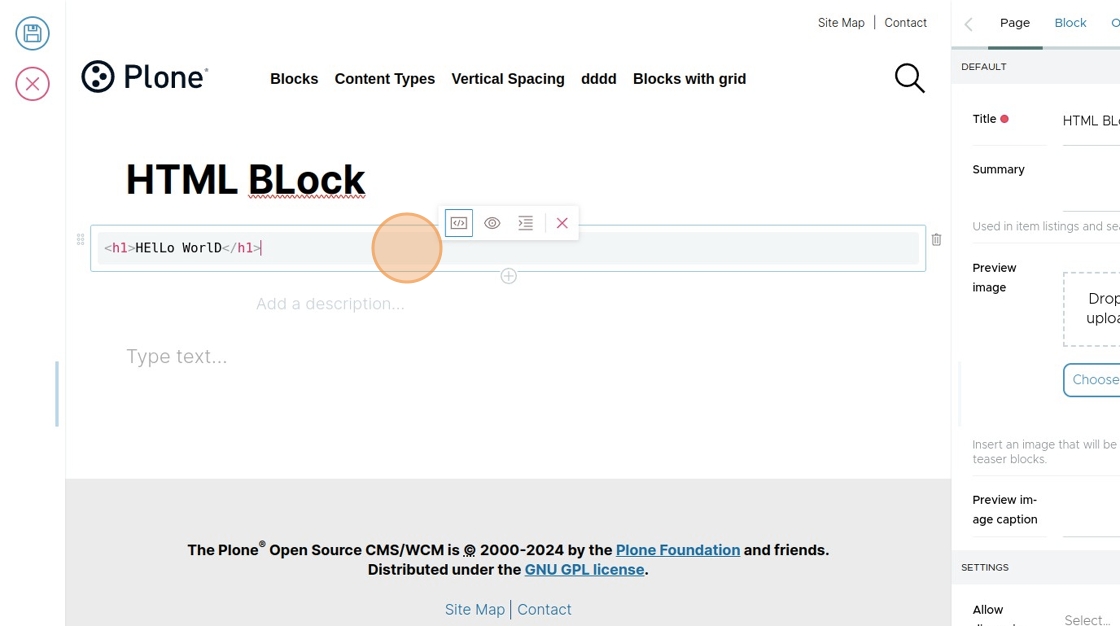 Site Map | Contact
Plone
Blocks Content Types Vertical Spacing dddd Blocks with grid
HTML BLock
<h1>HElLo WorlD</h1>
Add a description...
Type text...
The Plone® Open Source CMS/WCM is © 2000-2024 by the Plone Foundation and friends.
Distributed under the GNU GPL license.
Site Map | Contact
Page Block O
DEFAULT
Title HTML BLo
Summary
Used in item listings and sea
Preview
image
Drop
uploa
Choose
Insert an image that will be
teaser blocks.
Preview im-
age caption
SETTINGS
Allow
Select...